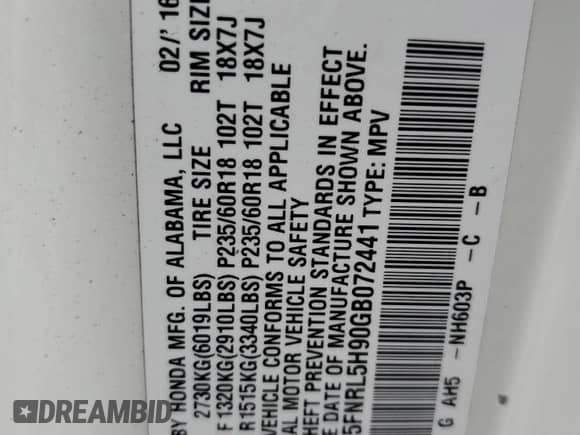 BY HONDA MFG. OF ALABAMA, LLC 02/'16
2730KG(6019LBS) TIRE SIZE RIM SIZE
F 1320KG(2910LBS) P235/60R18 102T 18X7J
R1515KG(3340LBS) P235/60R18 102T 18X7J
VEHICLE CONFORMS TO ALL APPLICABLE
AL MOTOR VEHICLE SAFETY
HEFT PREVENTION STANDARDS IN EFFECT
E DATE OF MANUFACTURE SHOWN ABOVE.
5FNRL5H90GB072441 TYPE: MPV
G AH5 -NH603P -C -B
DISCLAIMER
AUTOBIDCAR